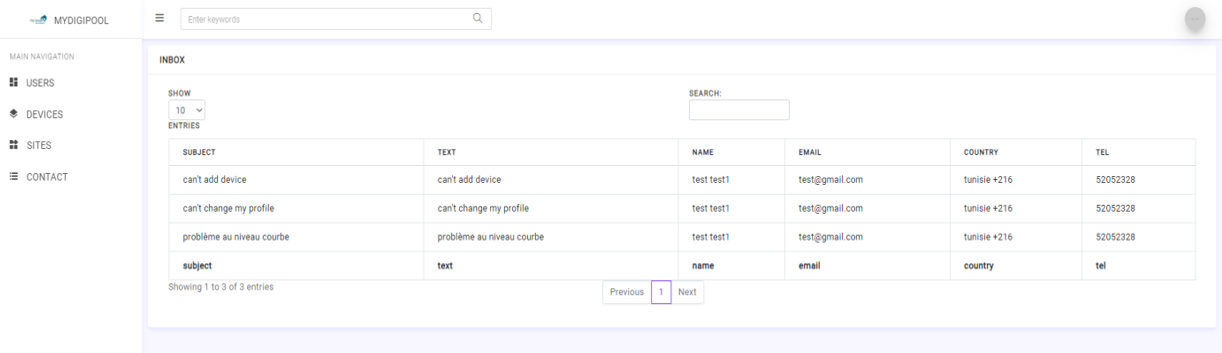 MYDIGIPOOL
Enter keywords
MAIN NAVIGATION
USERS
DEVICES
SITES
CONTACT
INBOX
SHOW
10
ENTRIES
SEARCH:
SUBJECT TEXT NAME EMAIL COUNTRY TEL
can't add device can't add device test test1 test@gmail.com tunisie +216 52052328
can't change my profile can't change my profile test test1 test@gmail.com tunisie +216 52052328
problème au niveau courbe problème au niveau courbe test test1 test@gmail.com tunisie +216 52052328
subject text name email country tel
Showing 1 to 3 of 3 entries
Previous 1 Next